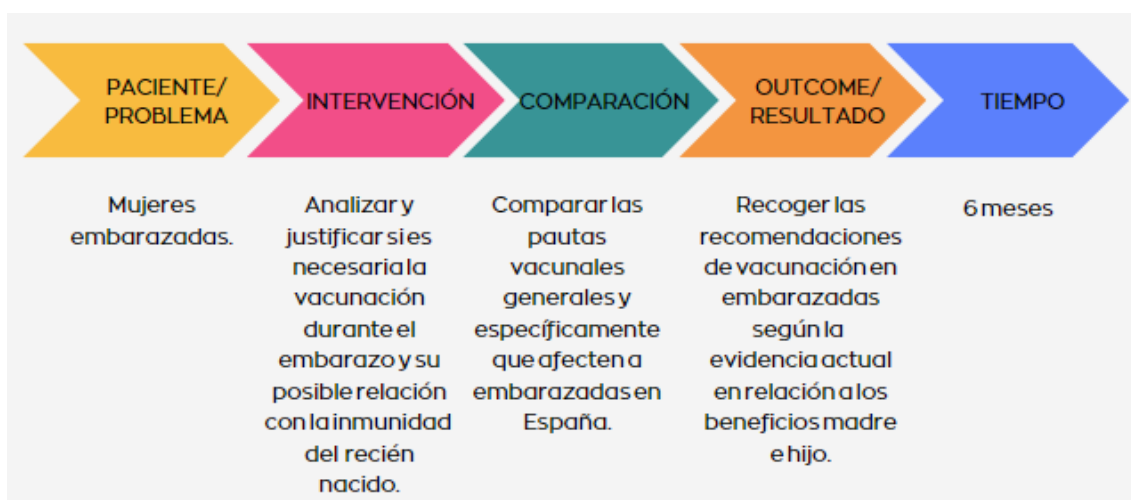 PACIENTE/
PROBLEMA
INTERVENCIÓN
COMPARACIÓN
OUTCOME/
RESULTADO
TIEMPO
Mujeres
embarazadas.
Analizar y
justificar si es
necesaria la
vacunación
durante el
embarazo y su
posible relación
con la inmunidad
del recién
nacido.
Comparar las
pautas
vacunales
generales y
específicamente
que afecten a
embarazadas en
España.
Recoger las
recomendaciones
de vacunación en
embarazadas
según la
evidencia actual
en relación a los
beneficios madre
e hijo.
6 meses